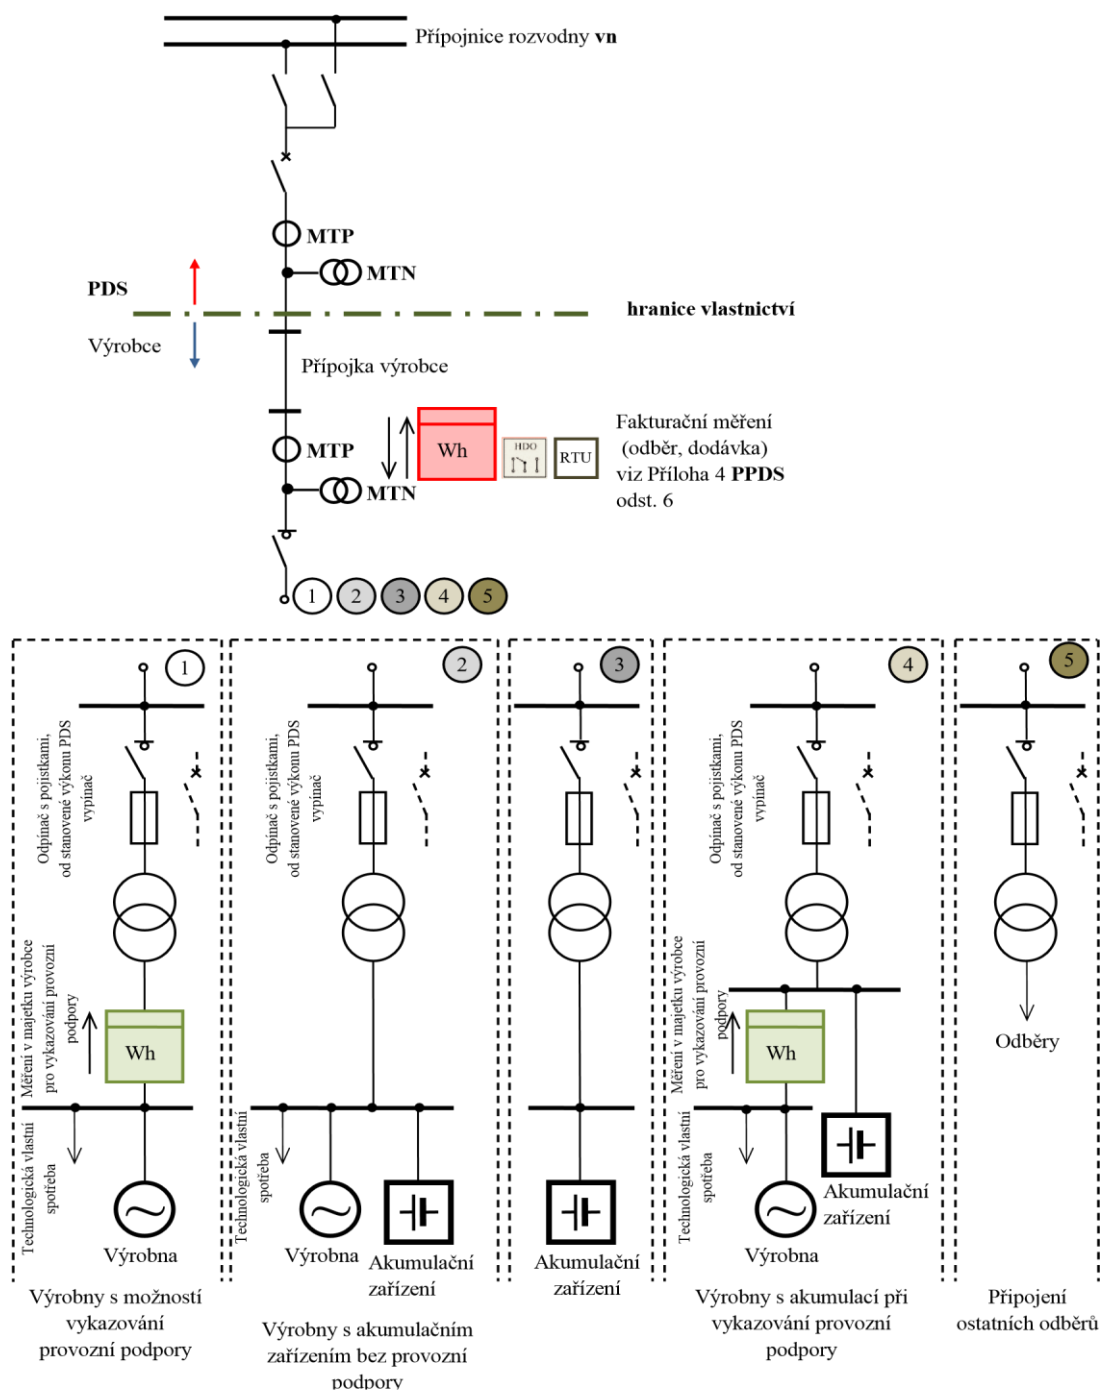 Přípojnice rozvodny vn
MTP
MTN
PDS
hranice vlastnictví
Výrobce
Přípojka výrobce
MTP
Wh
HDO
RTU
MTN
Fakturační měření
(odběr, dodávka)
viz Příloha 4 PPDS
odst. 6
1
2
3
4
5
1
Odpínač s pojistkami,
od stanovené výkonu PDS
vypínač
Měření v majetku výrobce
pro vykazování provozní
podpory
Wh
Technologická vlastní
spotřeba
Výrobna
Výrobny s možností
vykazování
provozní podpory
2
Odpínač s pojistkami,
od stanovené výkonu PDS
vypínač
Technologická vlastní
spotřeba
Výrobna
Akumulační
zařízení
Výrobny s akumulačním
zařízením bez provozní
podpory
3
Akumulační
zařízení
4
Odpínač s pojistkami,
od stanovené výkonu PDS
vypínač
Měření v majetku výrobce
pro vykazování provozní
podpory
Wh
Technologická vlastní
spotřeba
Výrobna
Akumulační
zařízení
Výrobny s akumulací při
vykazování provozní
podpory
5
Odběry
Připojení
ostatních odběrů